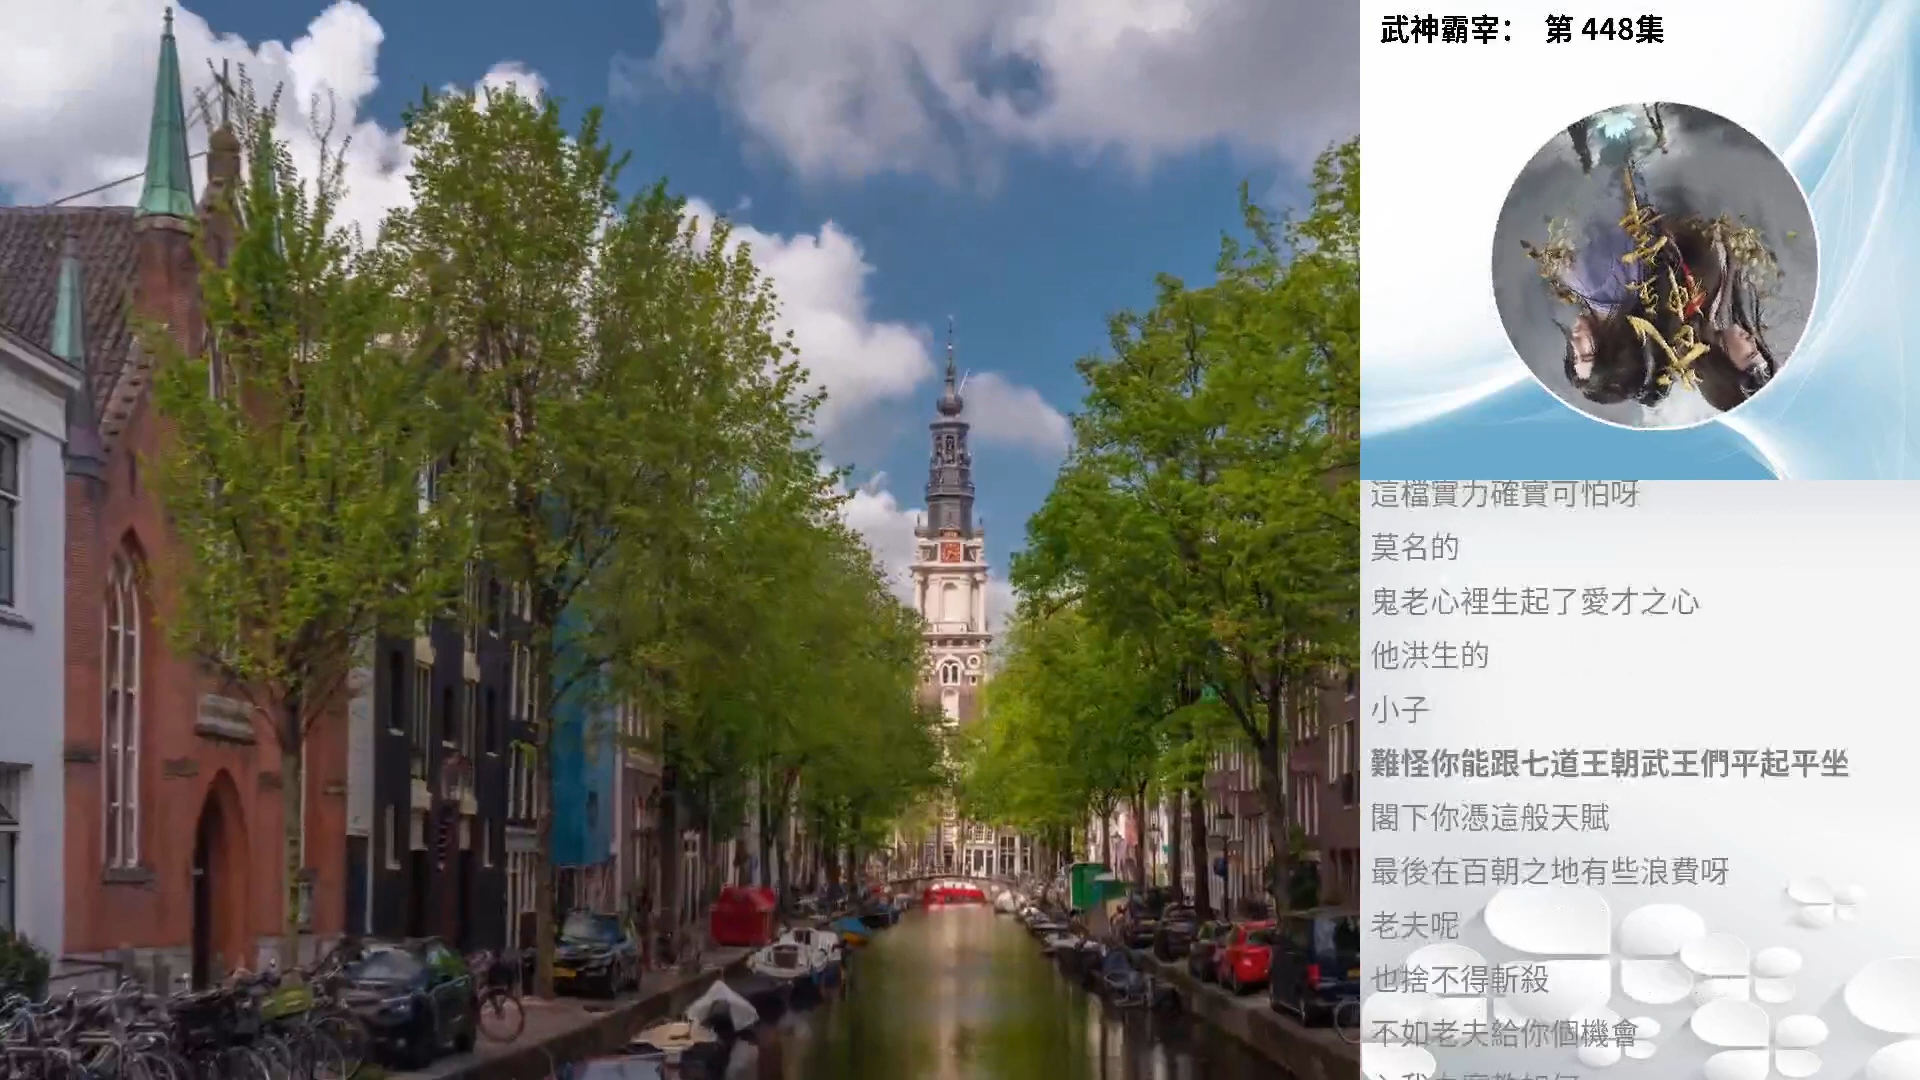 武神霸宰： 第 448集
這檔實力確實可怕呀
莫名的
鬼老心裡生起了愛才之心
他洪生的
小子
難怪你能跟七道王朝武王們平起平坐
閣下你憑這般天賦
最後在百朝之地有些浪費呀
老夫呢
也捨不得斬殺
不如老夫給你個機會